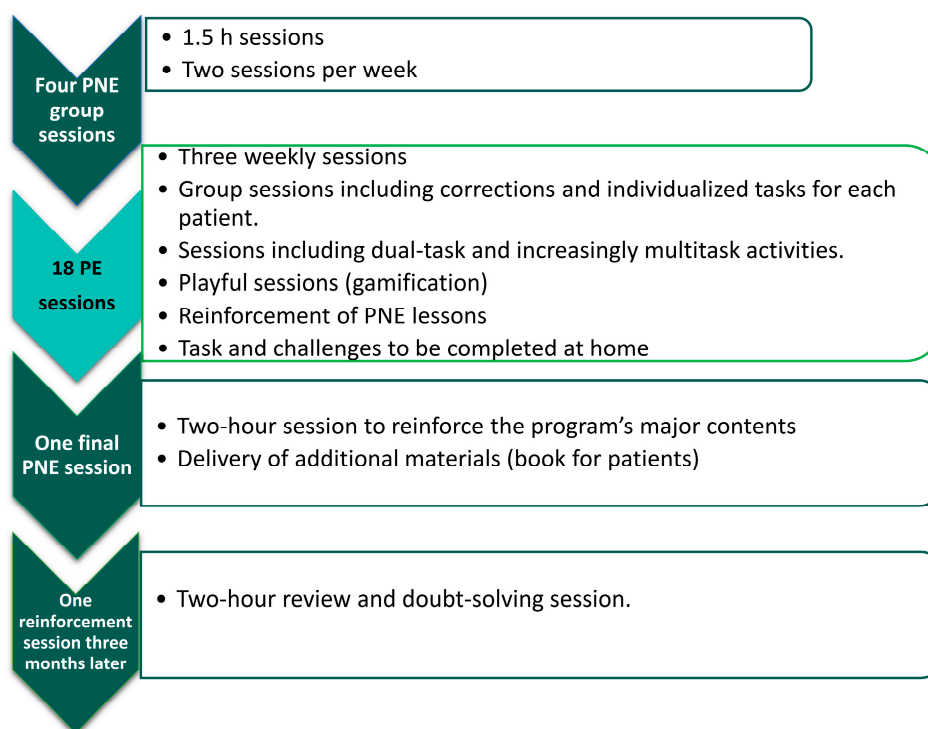 Four PNE
group
sessions
• 1.5 h sessions
• Two sessions per week
18 PE
sessions
• Three weekly sessions
• Group sessions including corrections and individualized tasks for each
patient.
• Sessions including dual-task and increasingly multitask activities.
• Playful sessions (gamification)
• Reinforcement of PNE lessons
• Task and challenges to be completed at home
One final
PNE session
• Two-hour session to reinforce the program’s major contents
• Delivery of additional materials (book for patients)
One
reinforcement
session three
months later
• Two-hour review and doubt-solving session.